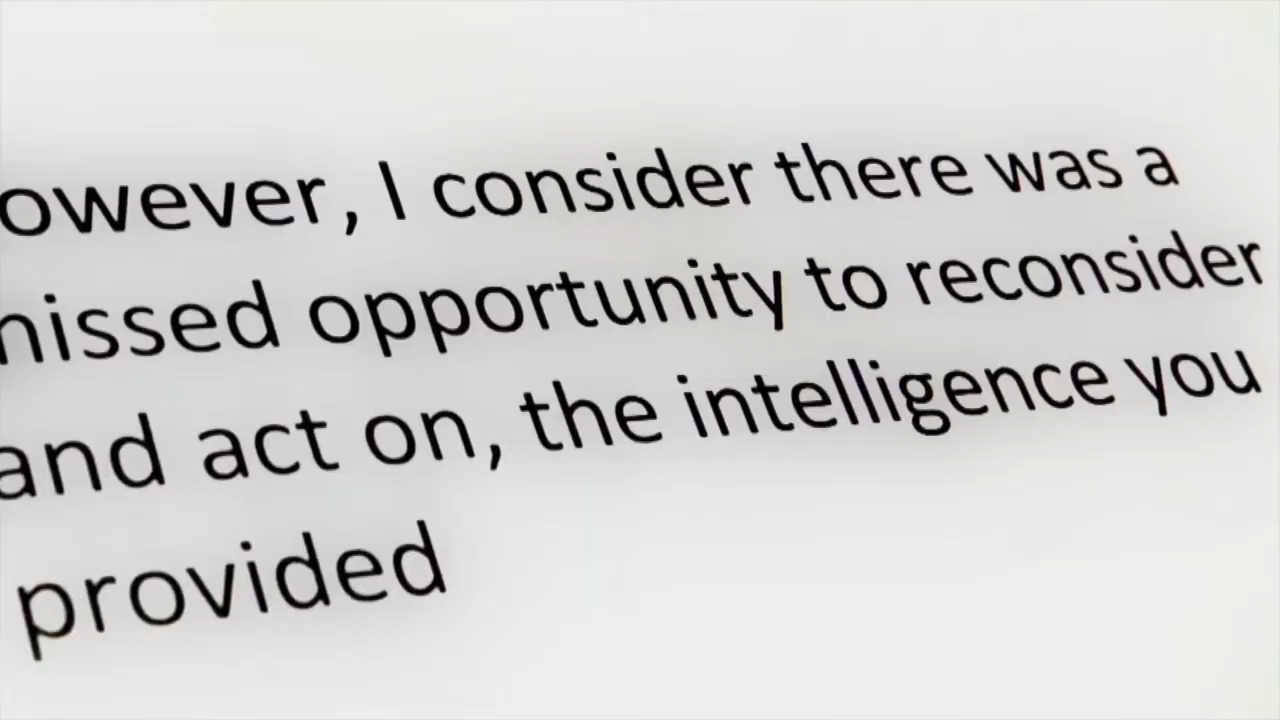 owever, I consider there was a
nissed opportunity to reconsider
and act on, the intelligence you
provided